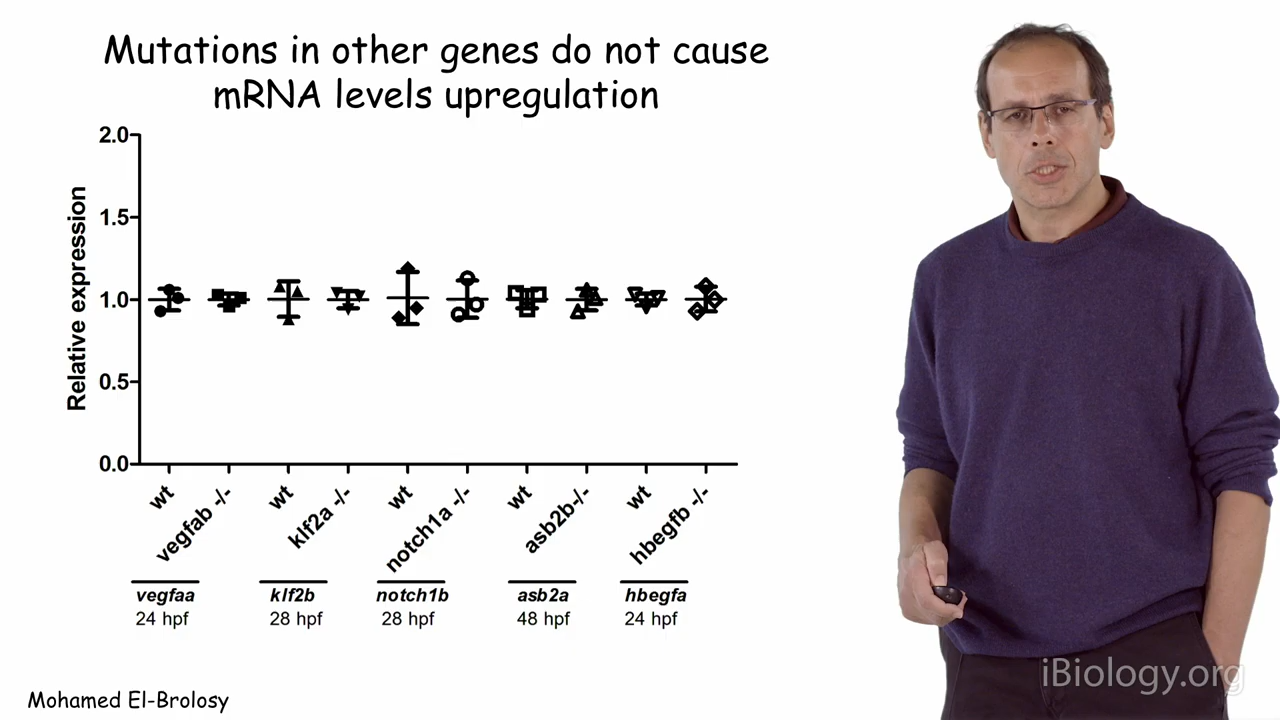 Mutations in other genes do not cause
mRNA levels upregulation
Relative expression
2.0
1.5
1.0
0.5
0.0
wt
vegfab -/-
wt
klf2a -/-
wt
notch1a -/-
wt
asb2b-/-
wt
hbegfb -/-
vegfaa
24 hpf
klf2b
28 hpf
notch1b
28 hpf
asb2a
48 hpf
hbegfa
24 hpf
Mohamed El-Brolosy
iBiology.org